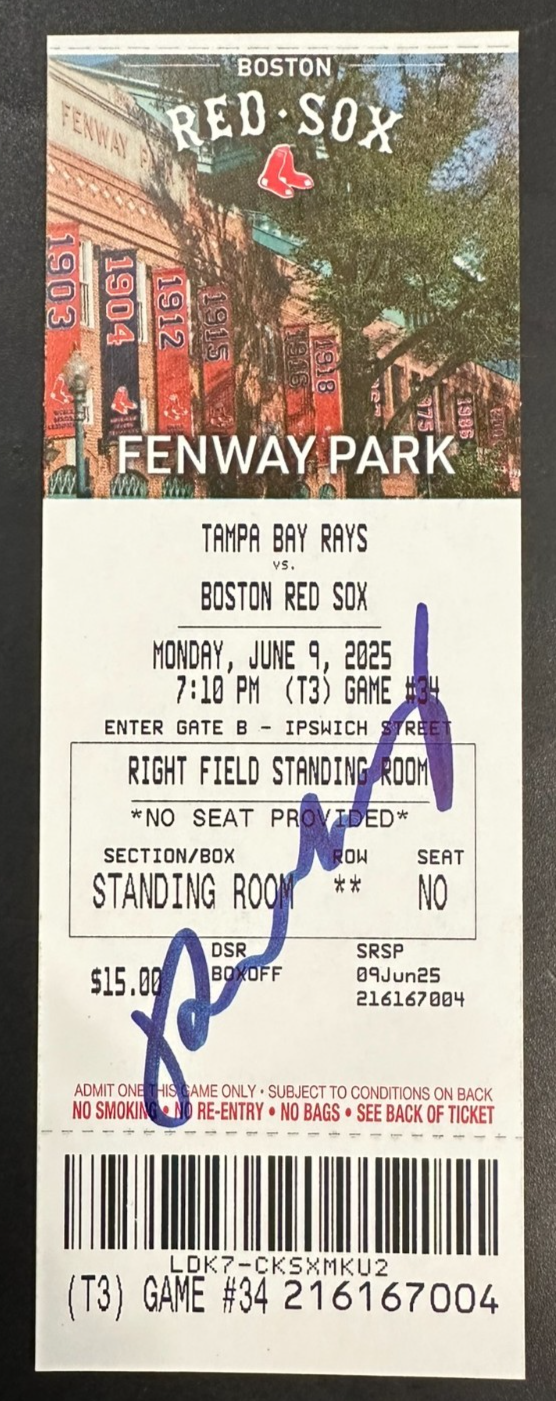 BOSTON
RED·SOX
FENWAY P
1903
1904
1912
1915
1916
1918
1986
FENWAY PARK
TAMPA BAY RAYS
VS.
BOSTON RED SOX
MONDAY, JUNE 9, 2025
7:10 PM (T3) GAME #34
ENTER GATE B - IPSWICH STREET
RIGHT FIELD STANDING ROOM
*NO SEAT PROVIDED*
SECTION/BOX ROW SEAT
STANDING ROOM ** NO
$15.00 DSR SRSP
BOXOFF 09Jun25
216167004
ADMIT ONE THIS GAME ONLY • SUBJECT TO CONDITIONS ON BACK
NO SMOKING • NO RE-ENTRY • NO BAGS • SEE BACK OF TICKET
LDK7-CKSXMKU2
(T3) GAME #34 216167004